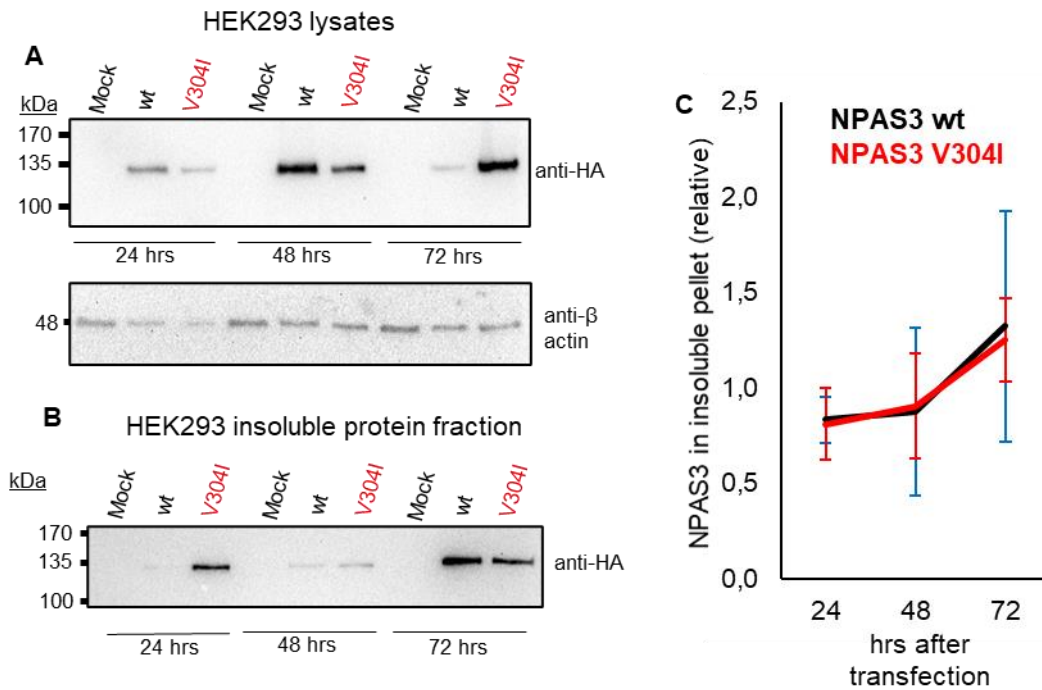 HEK293 lysates
A
kDa
Mock wt V304I Mock wt V304I Mock wt V304I
170
135
100
anti-HA
24 hrs 48 hrs 72 hrs
48
anti-β
actin
B
HEK293 insoluble protein fraction
kDa
Mock wt V304I Mock wt V304I Mock wt V304I
170
135
100
anti-HA
24 hrs 48 hrs 72 hrs
C
NPAS3 wt
NPAS3 V304I
NPAS3 in insoluble pellet (relative)
2,5
2,0
1,5
1,0
0,5
0,0
24 48 72
hrs after
transfection